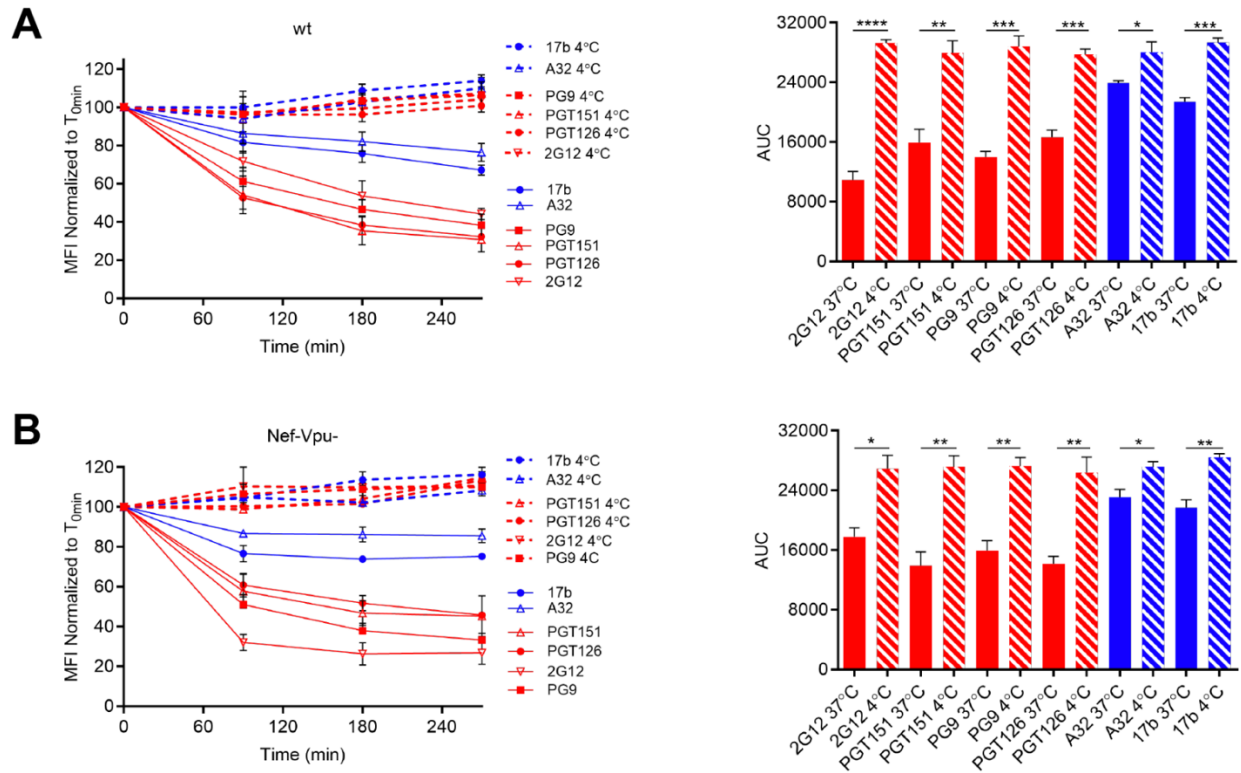 A
wt
MFI Normalized to T0min
120
100
80
60
40
20
0
0
60
120
180
240
Time (min)
17b 4°C
A32 4°C
PG9 4°C
PGT151 4°C
PGT126 4°C
2G12 4°C
17b
A32
PG9
PGT151
PGT126
2G12
AUC
32000
24000
16000
8000
0
****
**
***
***
*
***
2G12 37°C
2G12 4°C
PGT151 37°C
PGT151 4°C
PG9 37°C
PG9 4°C
PGT126 37°C
PGT126 4°C
A32 37°C
A32 4°C
17b 37°C
17b 4°C
B
Nef-Vpu-
MFI Normalized to T0min
120
100
80
60
40
20
0
0
60
120
180
240
Time (min)
17b 4°C
A32 4°C
PGT151 4°C
PGT126 4°C
2G12 4°C
PG9 4C
17b
A32
PGT151
PGT126
2G12
PG9
AUC
32000
24000
16000
8000
0
*
**
**
**
*
**
2G12 37°C
2G12 4°C
PGT151 37°C
PGT151 4°C
PG9 37°C
PG9 4°C
PGT126 37°C
PGT126 4°C
A32 37°C
A32 4°C
17b 37°C
17b 4°C